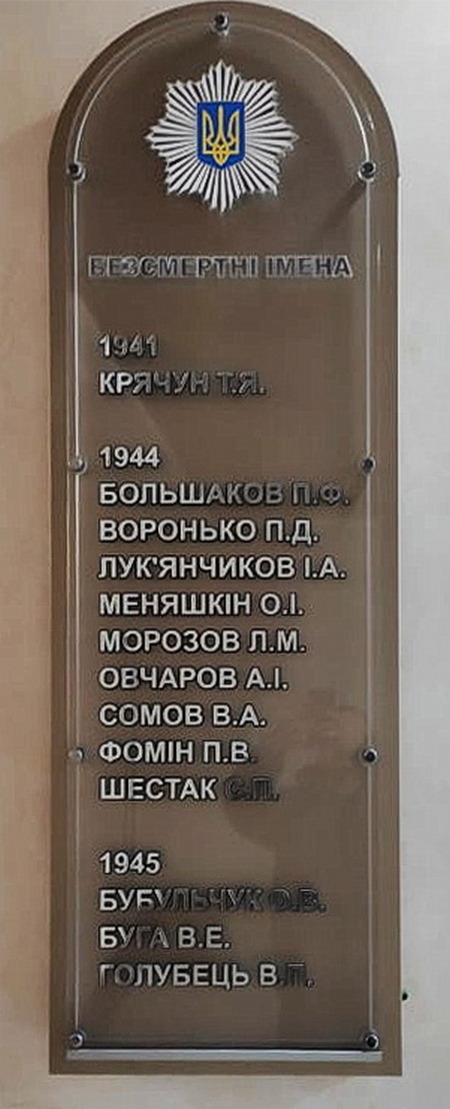 БЕЗСМЕРТНІ ІМЕНА
1941
КРЯЧУН Т.Я.
1944
БОЛЬШАКОВ П.Ф.
ВОРОНЬКО П.Д.
ЛУК'ЯНЧИКОВ І.А.
МЕНЯШКІН О.І.
МОРОЗОВ Л.М.
ОВЧАРОВ А.І.
СОМОВ В.А.
ФОМІН П.В.
ШЕСТАК С.П.
1945
БУБУЛЬЧУК О.В.
БУГА В.Е.
ГОЛУБЕЦЬ В.П.